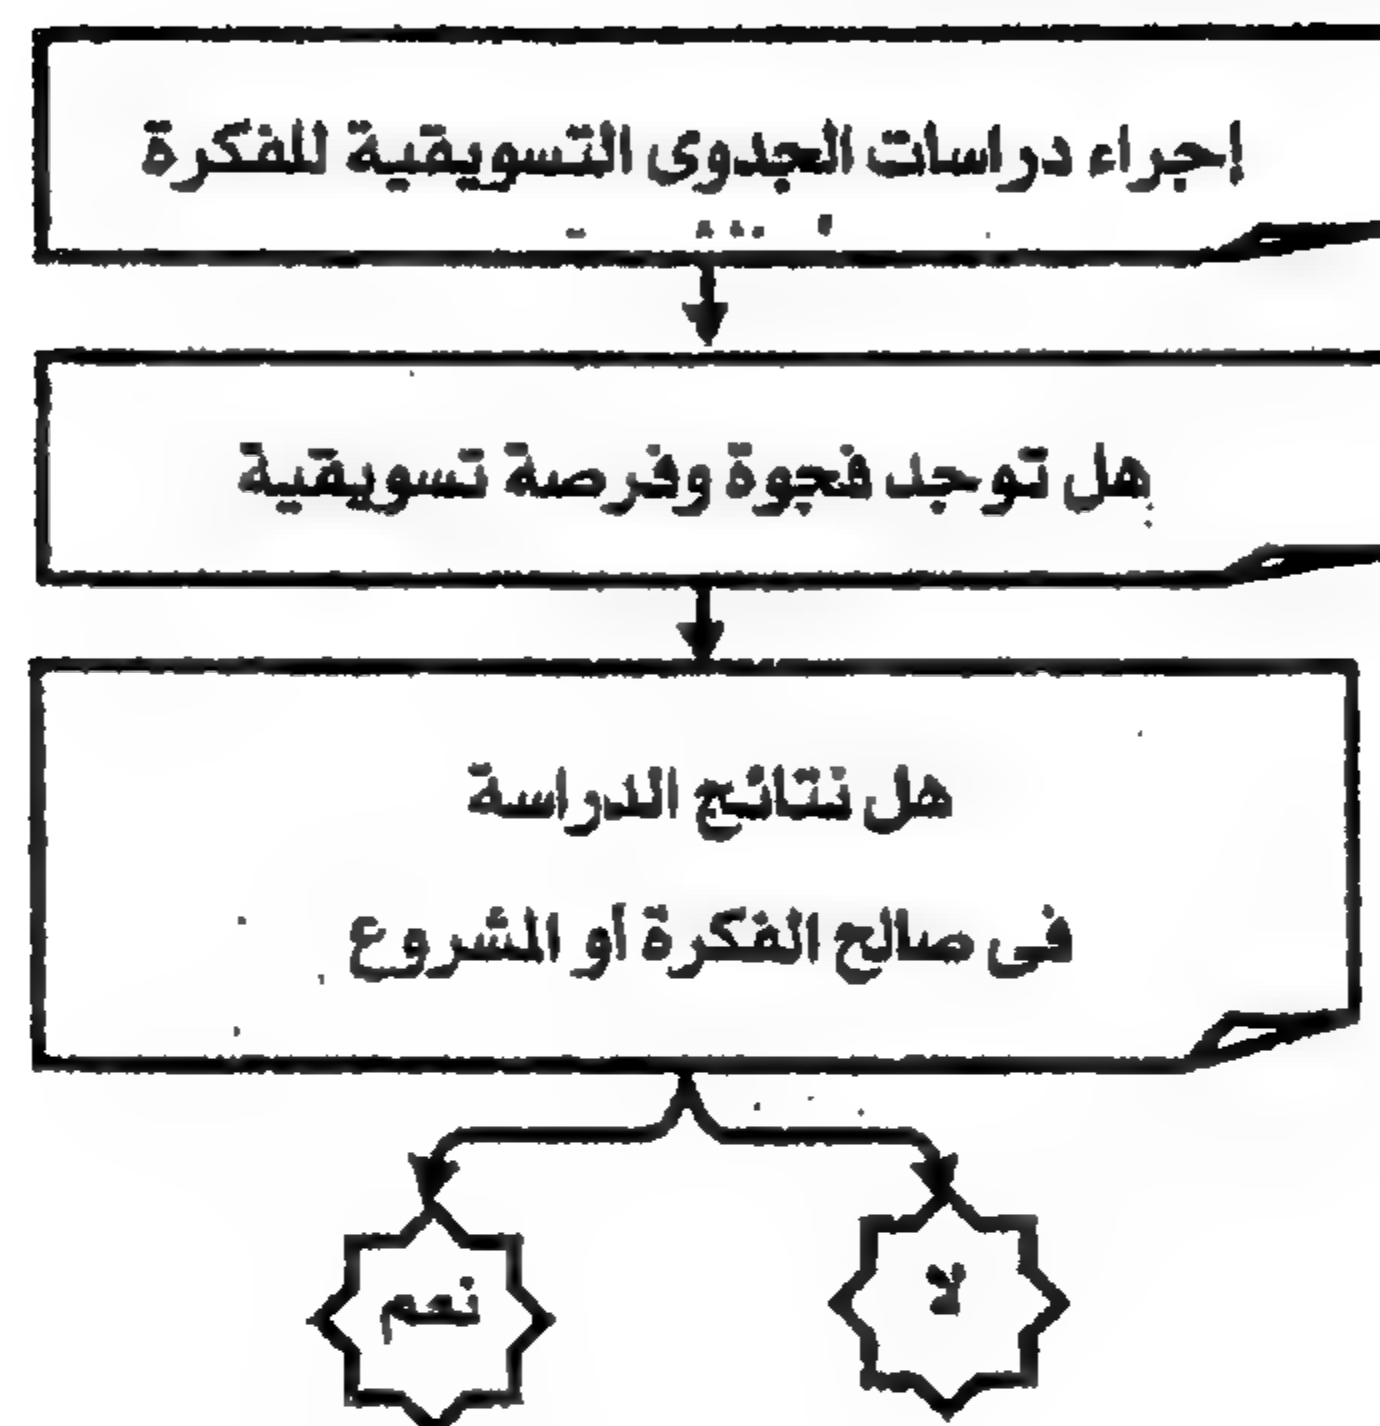 إجراء دراسات الجدوى التسويقية للفكرة
هل توجد فجوة وفرصة تسويقية
هل نتائج الدراسة
فى صالح الفكرة أو المشروع
لا
نعم